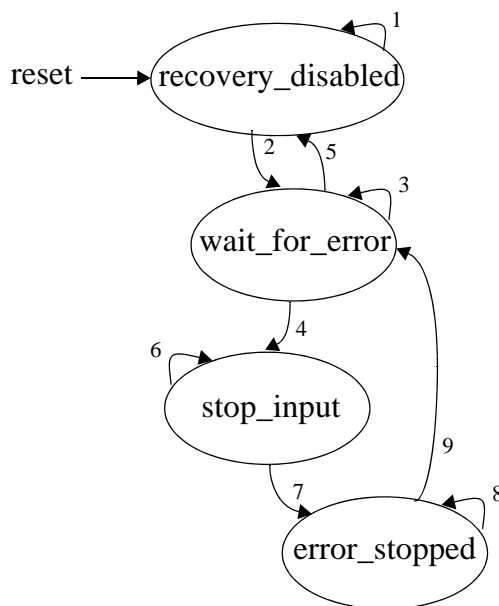 1
reset
recovery_disabled
2
5
3
wait_for_error
4
6
stop_input
9
7
8
error_stopped